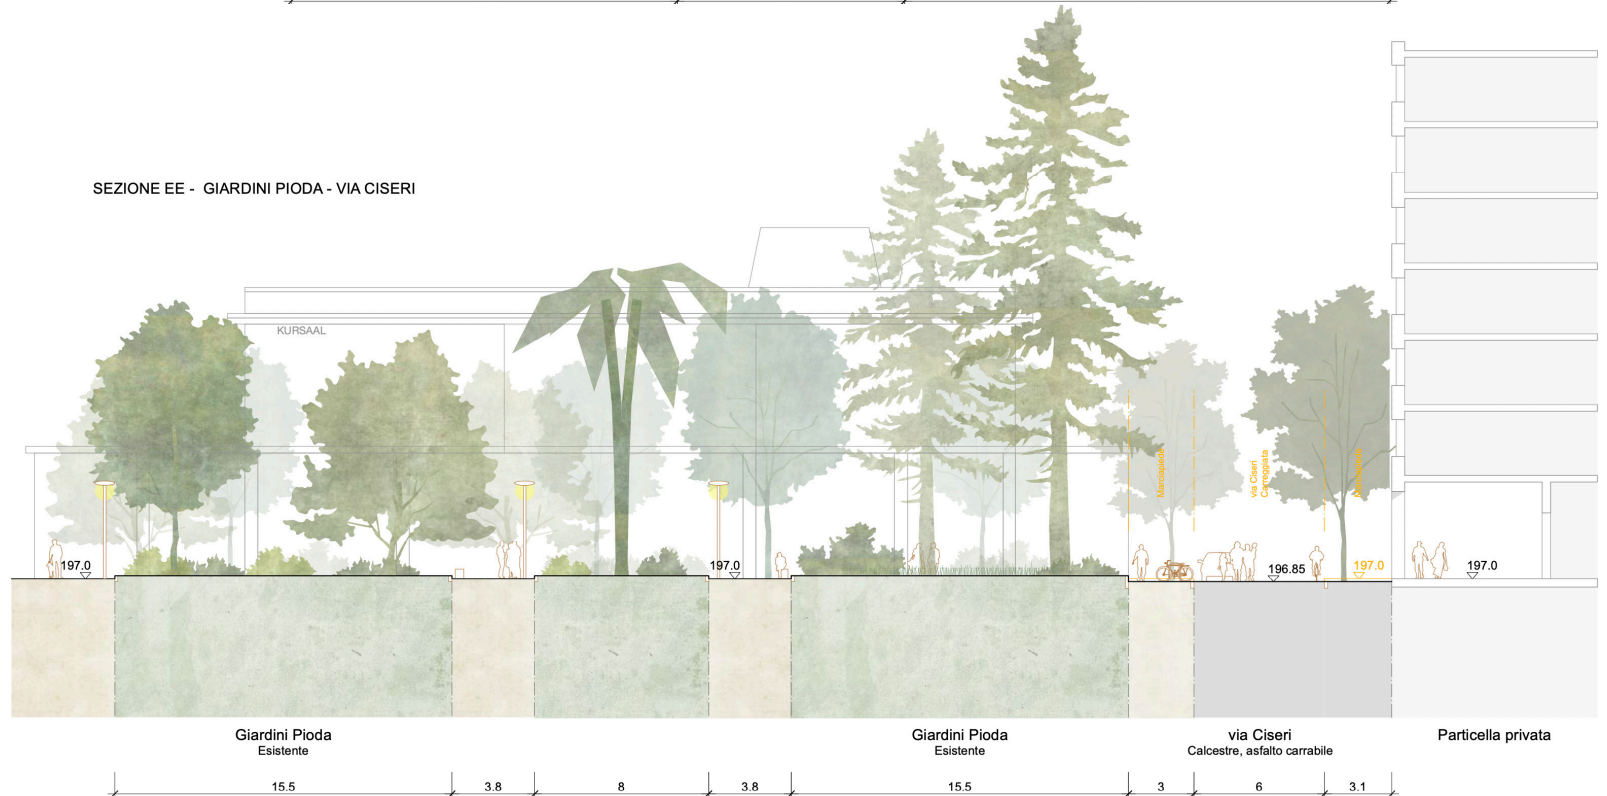 SEZIONE EE - GIARDINI PIODA - VIA CISERI
KURSAAL
Marciapiede
via Ciseri
Carreggiata
197.0
197.0
196.85
197.0
197.0
Giardini Pioda
Esistente
Giardini Pioda
Esistente
via Ciseri
Calcestre, asfalto carrabile
Particella privata
15.5
3.8
8
3.8
15.5
3
6
3.1